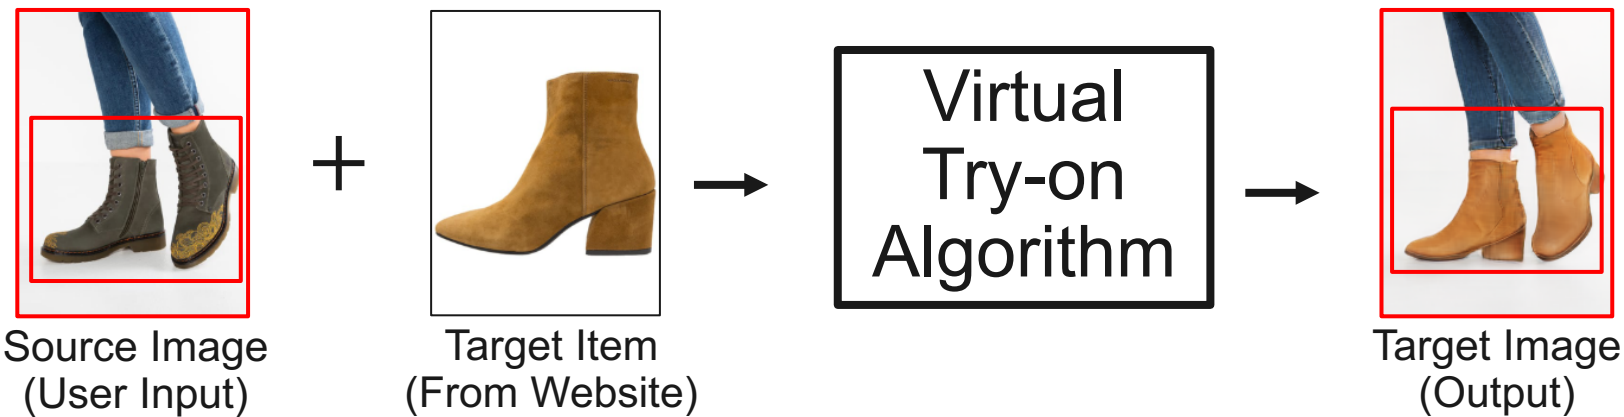 Source Image
(User Input)
+
Target Item
(From Website)
Virtual
Try-on
Algorithm
Target Image
(Output)